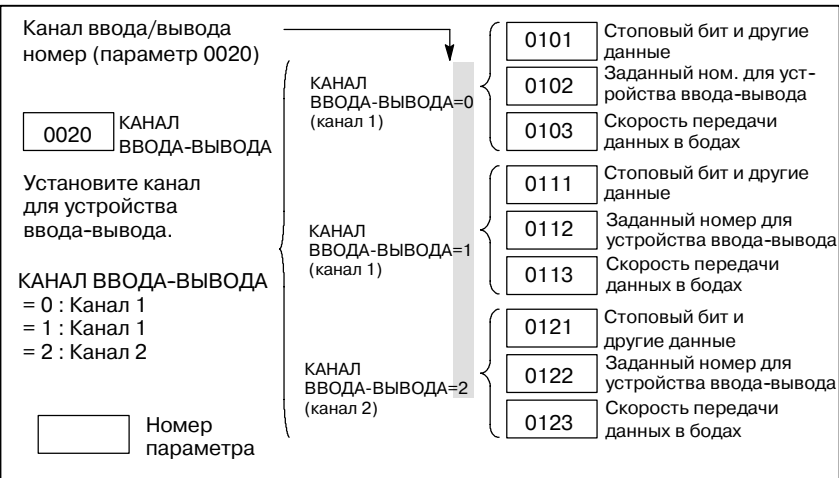 Канал ввода/вывода
номер (параметр 0020)
0020
КАНАЛ
ВВОДА-ВЫВОДА
Установите канал
для устройства
ввода-вывода.
КАНАЛ ВВОДА-ВЫВОДА
= 0 : Канал 1
= 1 : Канал 1
= 2 : Канал 2
Номер
параметра
КАНАЛ
ВВОДА-ВЫВОДА=0
(канал 1)
0101
Стоповый бит и другие
данные
0102
Заданный ном. для уст-
ройства ввода-вывода
0103
Скорость передачи
данных в бодах
КАНАЛ
ВВОДА-ВЫВОДА=1
(канал 1)
0111
Стоповый бит и другие
данные
0112
Заданный номер для
устройства ввода-вывода
0113
Скорость передачи
данных в бодах
КАНАЛ
ВВОДА-ВЫВОДА=2
(канал 2)
0121
Стоповый бит и
другие данные
0122
Заданный номер для
устройства ввода-вывода
0123
Скорость передачи
данных в бодах